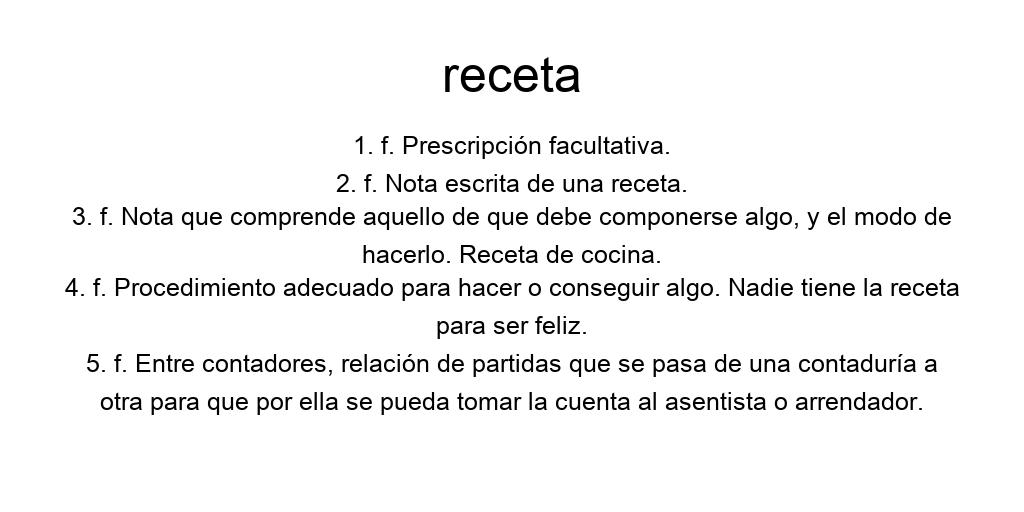 receta
1. f. Prescripción facultativa.
2. f. Nota escrita de una receta.
3. f. Nota que comprende aquello de que debe componerse algo, y el modo de
hacerlo. Receta de cocina.
4. f. Procedimiento adecuado para hacer o conseguir algo. Nadie tiene la receta
para ser feliz.
5. f. Entre contadores, relación de partidas que se pasa de una contaduría a
otra para que por ella se pueda tomar la cuenta al asentista o arrendador.